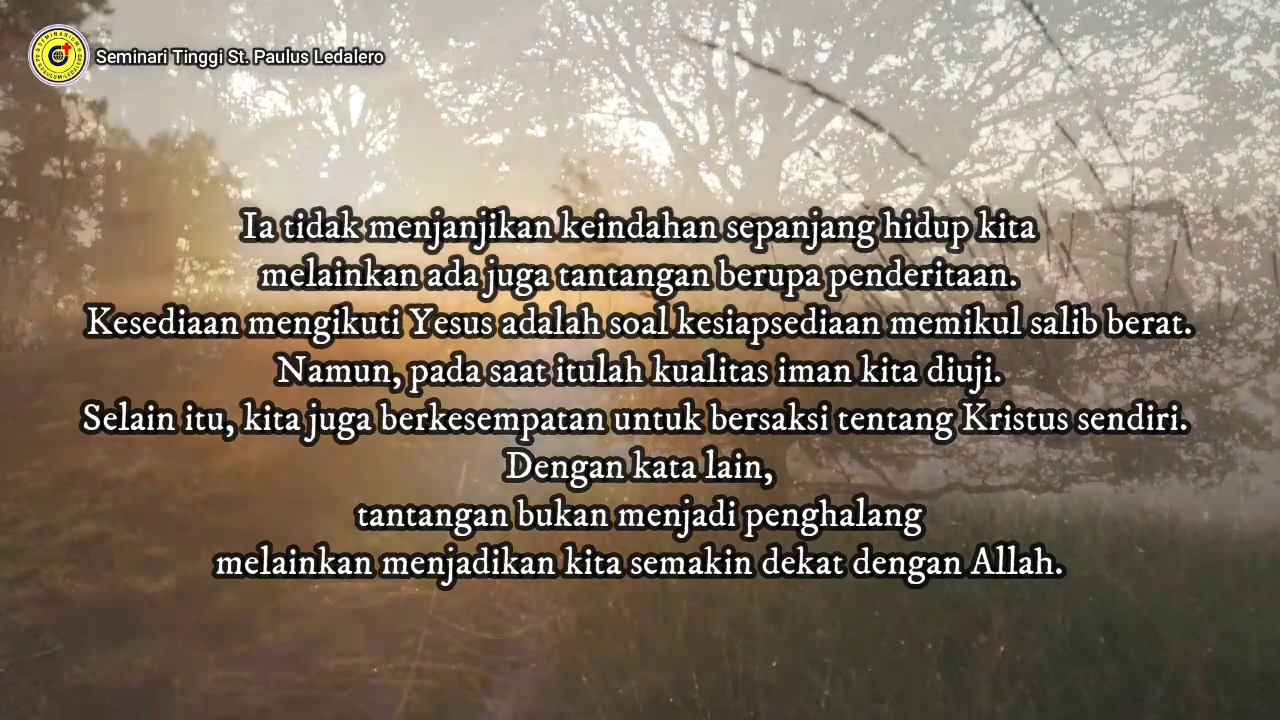 Seminari Tinggi St. Paulus Ledalero
Ia tidak menjanjikan keindahan sepanjang hidup kita
melainkan ada juga tantangan berupa penderitaan.
Kesediaan mengikuti Yesus adalah soal kesiapsediaan memikul salib berat.
Namun, pada saat itulah kualitas iman kita diuji.
Selain itu, kita juga berkesempatan untuk bersaksi tentang Kristus sendiri.
Dengan kata lain,
tantangan bukan menjadi penghalang
melainkan menjadikan kita semakin dekat dengan Allah.